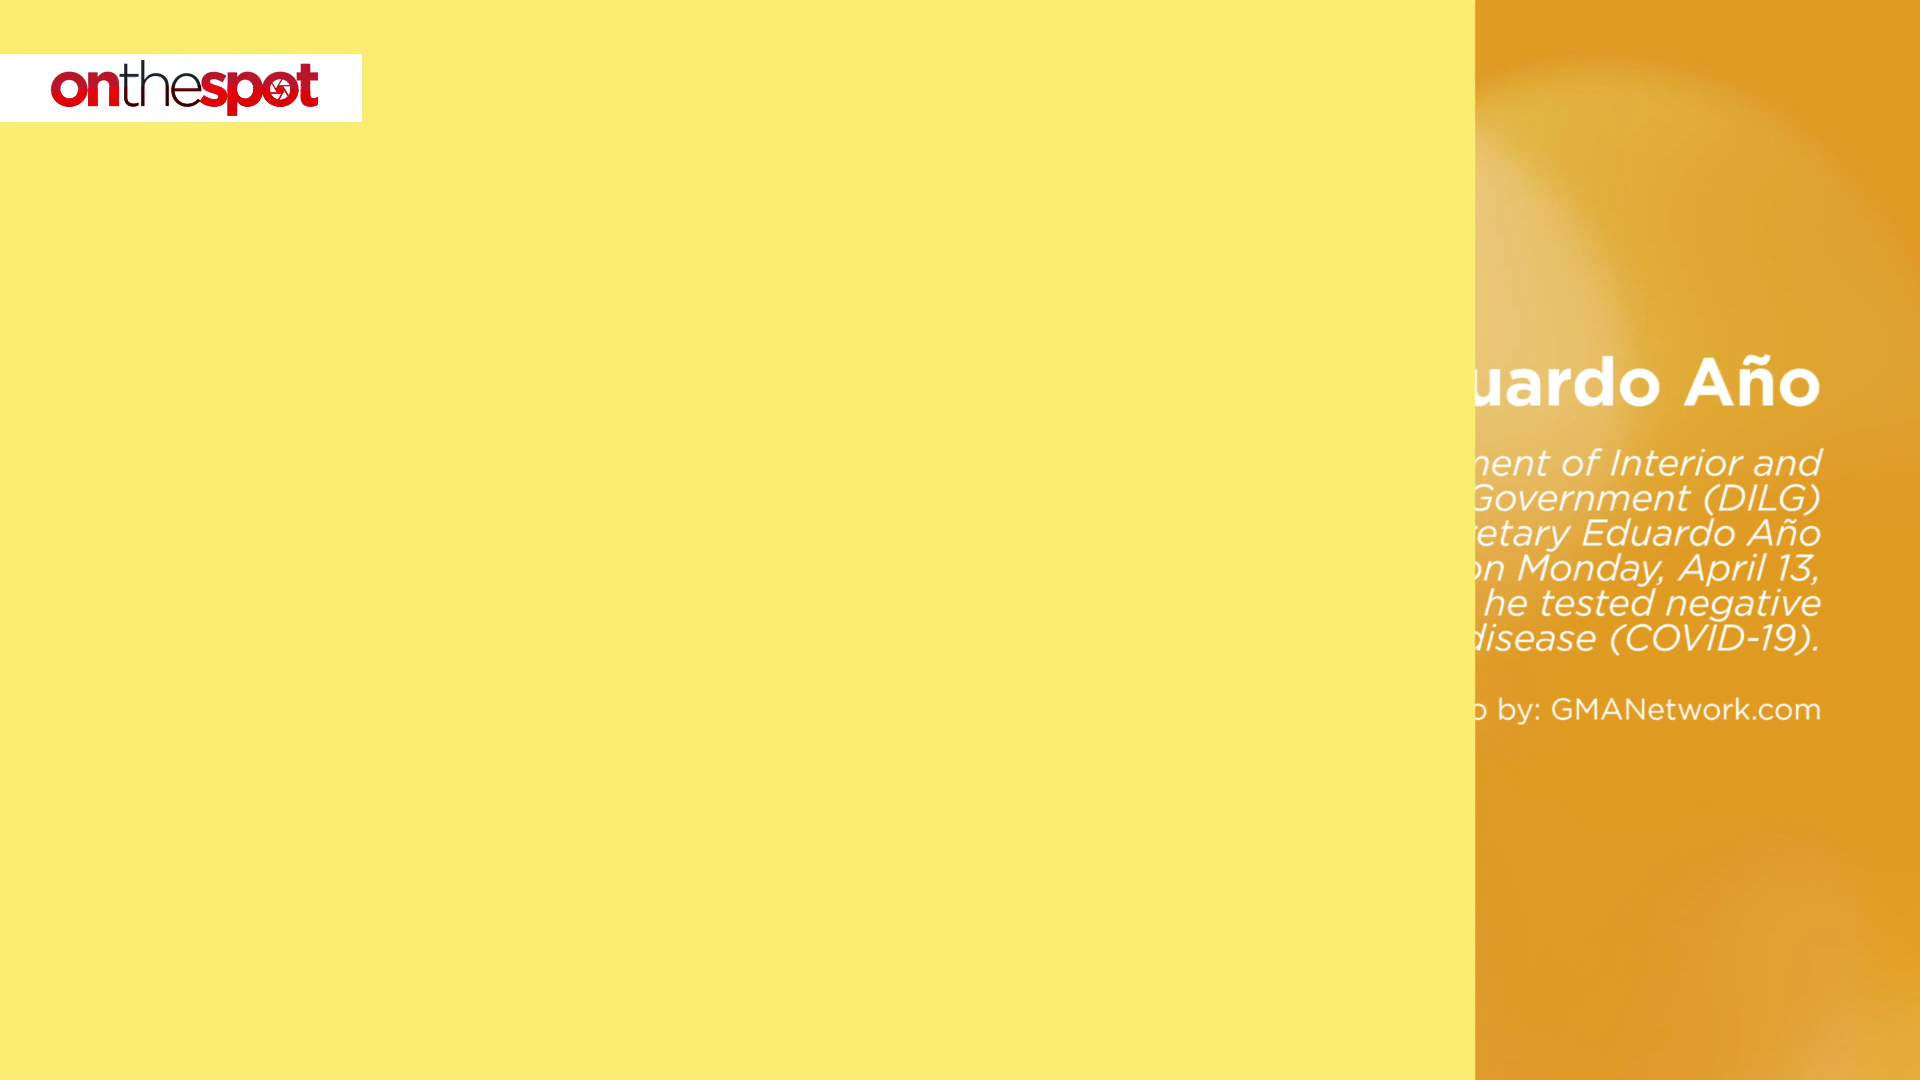 onthespot
uardo Año
ent of Interior and
Government (DILG)
etary Eduardo Año
on Monday, April 13,
he tested negative
disease (COVID-19).
by: GMANetwork.com